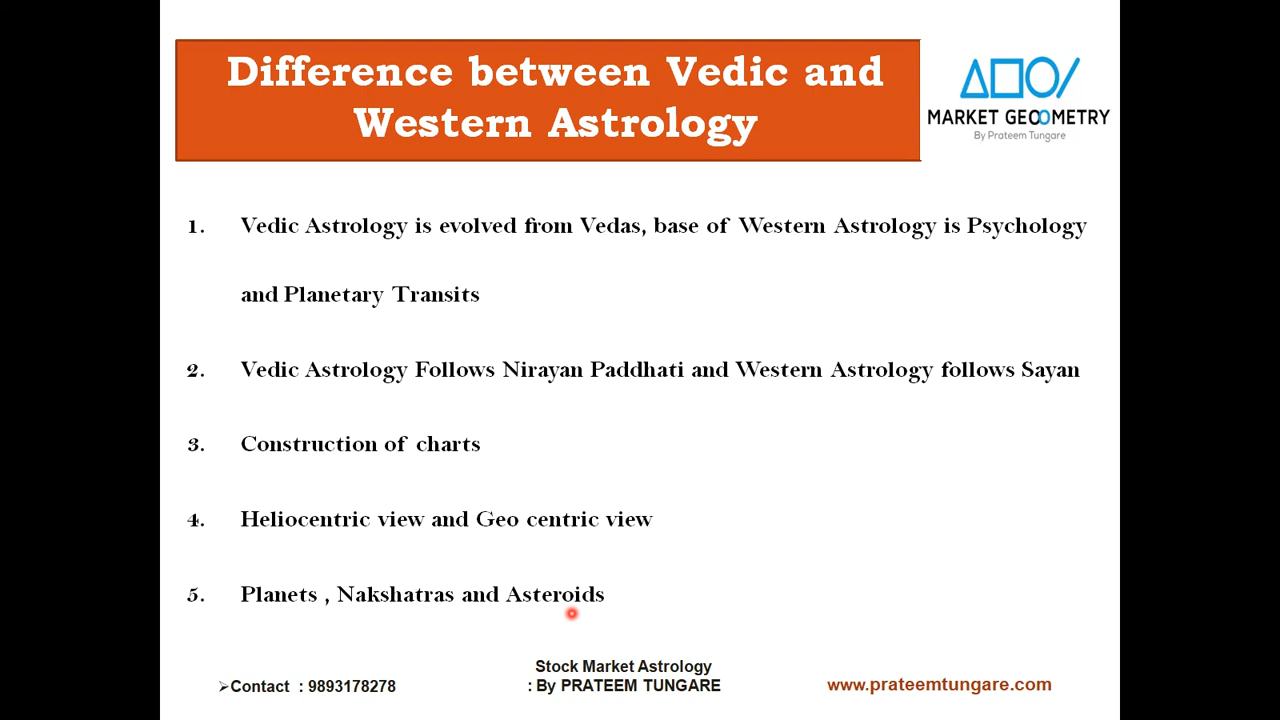 Difference between Vedic and
Western Astrology
MARKET GEOOMETRY
By Prateem Tungare
1. Vedic Astrology is evolved from Vedas, base of Western Astrology is Psychology
and Planetary Transits
2. Vedic Astrology Follows Nirayan Paddhati and Western Astrology follows Sayan
3. Construction of charts
4. Heliocentric view and Geo centric view
5. Planets , Nakshatras and Asteroids
➢Contact : 9893178278
Stock Market Astrology
: By PRATEEM TUNGARE
www.prateemtungare.com